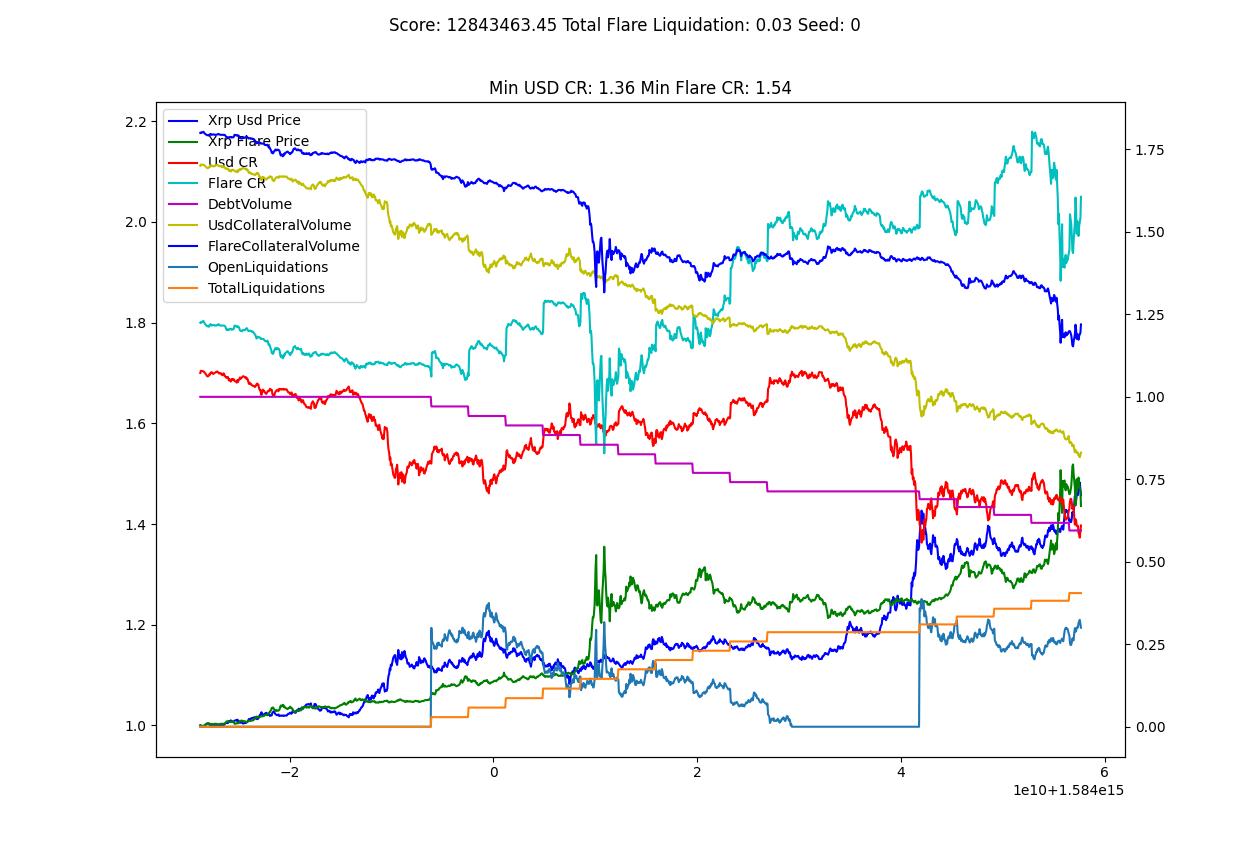 Score: 12843463.45 Total Flare Liquidation: 0.03 Seed: 0
Min USD CR: 1.36 Min Flare CR: 1.54
Xrp Usd Price
Xrp Flare Price
Usd CR
Flare CR
DebtVolume
UsdCollateralVolume
FlareCollateralVolume
OpenLiquidations
TotalLiquidations
2.2
2.0
1.8
1.6
1.4
1.2
1.0
1.75
1.50
1.25
1.00
0.75
0.50
0.25
0.00
−2 0 2 4 6
1e10+1.584e15